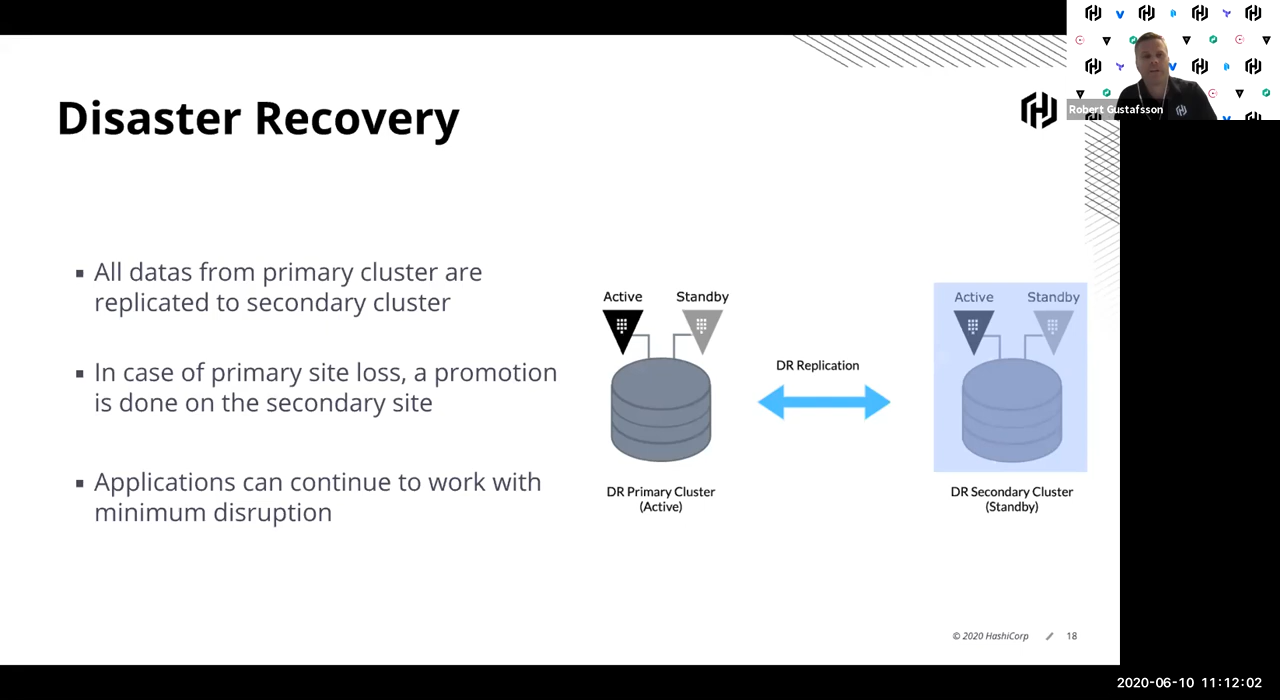 Robert Gustafsson
Disaster Recovery
▪ All datas from primary cluster are
replicated to secondary cluster
▪ In case of primary site loss, a promotion
is done on the secondary site
▪ Applications can continue to work with
minimum disruption
Active Standby
DR Replication
DR Primary Cluster
(Active)
Active Standby
DR Secondary Cluster
(Standby)
© 2020 HashiCorp / 18
2020-06-10 11:12:02